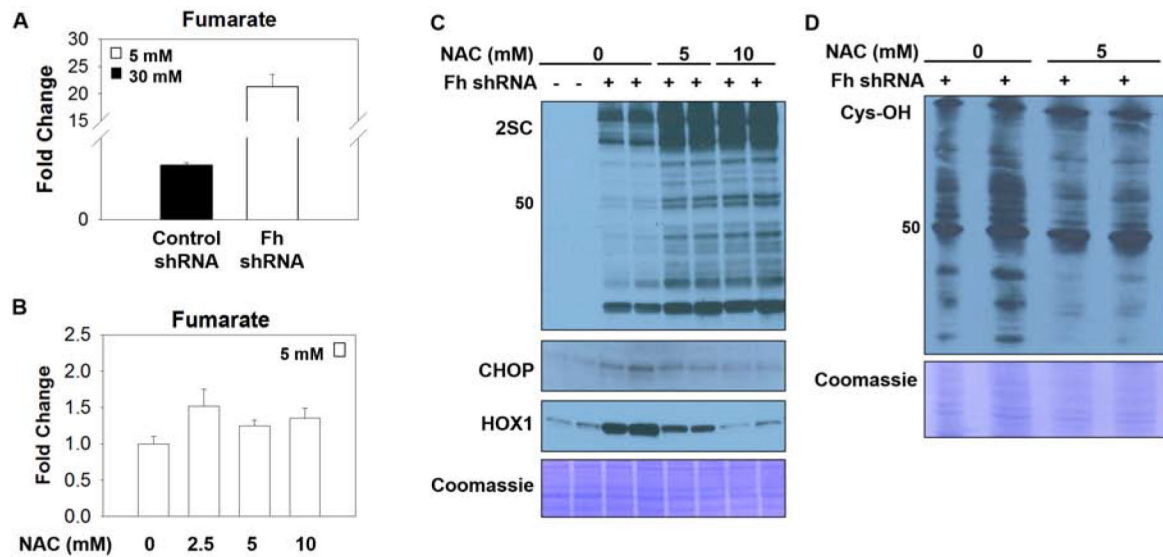 A
Fumarate
5 mM
30 mM
Fold Change
30
25
20
15
0
Control shRNA
Fh shRNA
B
Fumarate
5 mM
Fold Change
2.5
2.0
1.5
1.0
0.5
0.0
NAC (mM) 0 2.5 5 10
C
NAC (mM) 0 5 10
Fh shRNA - - + + + + + +
2SC
50
CHOP
HOX1
Coomassie
D
NAC (mM) 0 5
Fh shRNA + + + +
Cys-OH
50
Coomassie